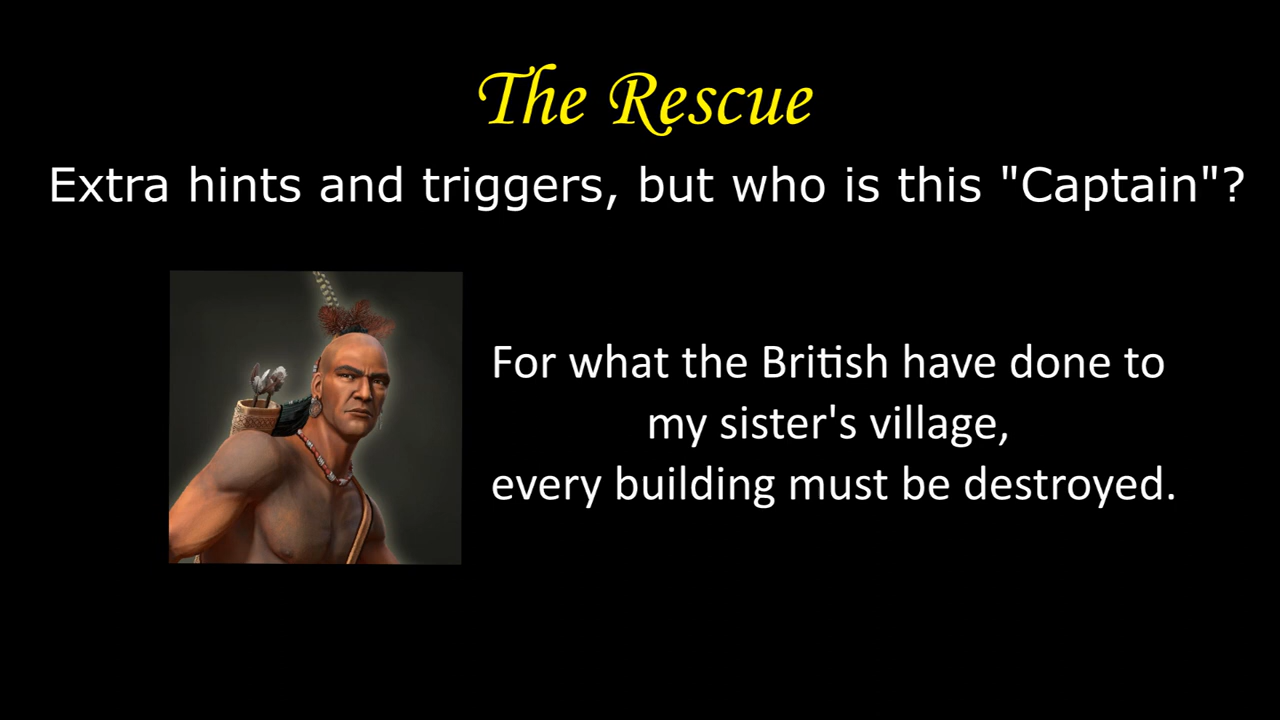 The Rescue
Extra hints and triggers, but who is this "Captain"?
For what the British have done to
my sister's village,
every building must be destroyed.